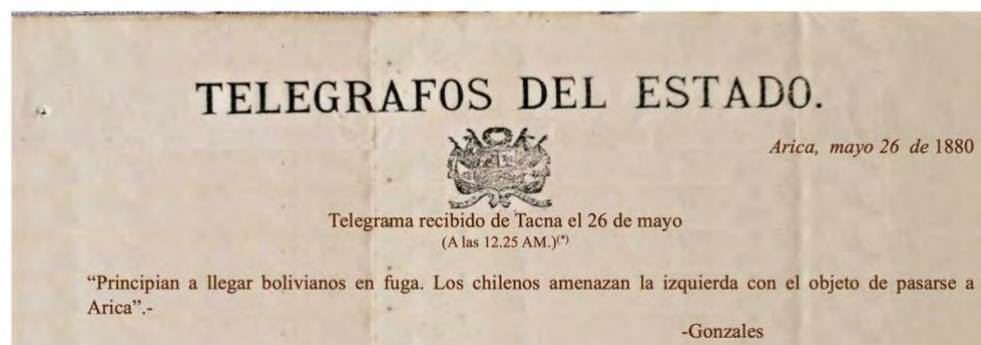 TELEGRAFOS DEL ESTADO.
Arica, mayo 26 de 1880
Telegrama recibido de Tacna el 26 de mayo
(A las 12.25 AM.)(*)
“Principian a llegar bolivianos en fuga. Los chilenos amenazan la izquierda con el objeto de pasarse a
Arica”.-
-Gonzales